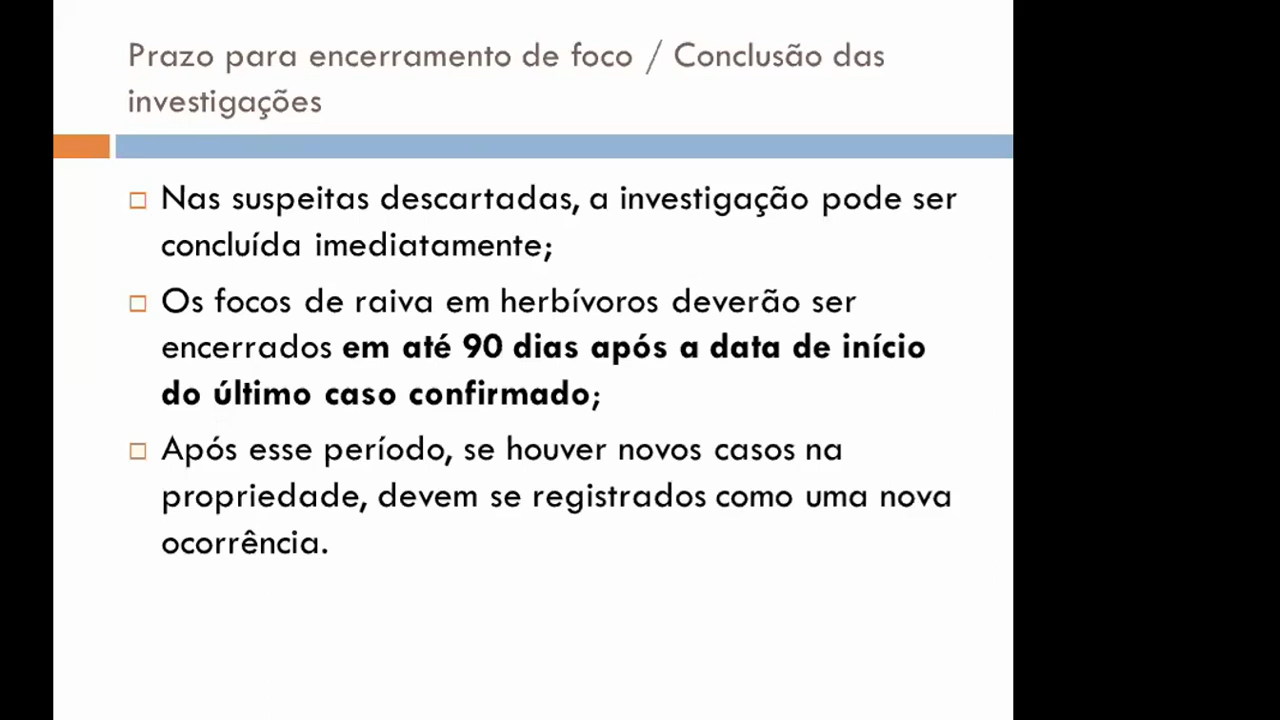 Prazo para encerramento de foco / Conclusão das
investigações
Nas suspeitas descartadas, a investigação pode ser
concluída imediatamente;
Os focos de raiva em herbívoros deverão ser
encerrados em até 90 dias após a data de início
do último caso confirmado;
Após esse período, se houver novos casos na
propriedade, devem se registrados como uma nova
ocorrência.